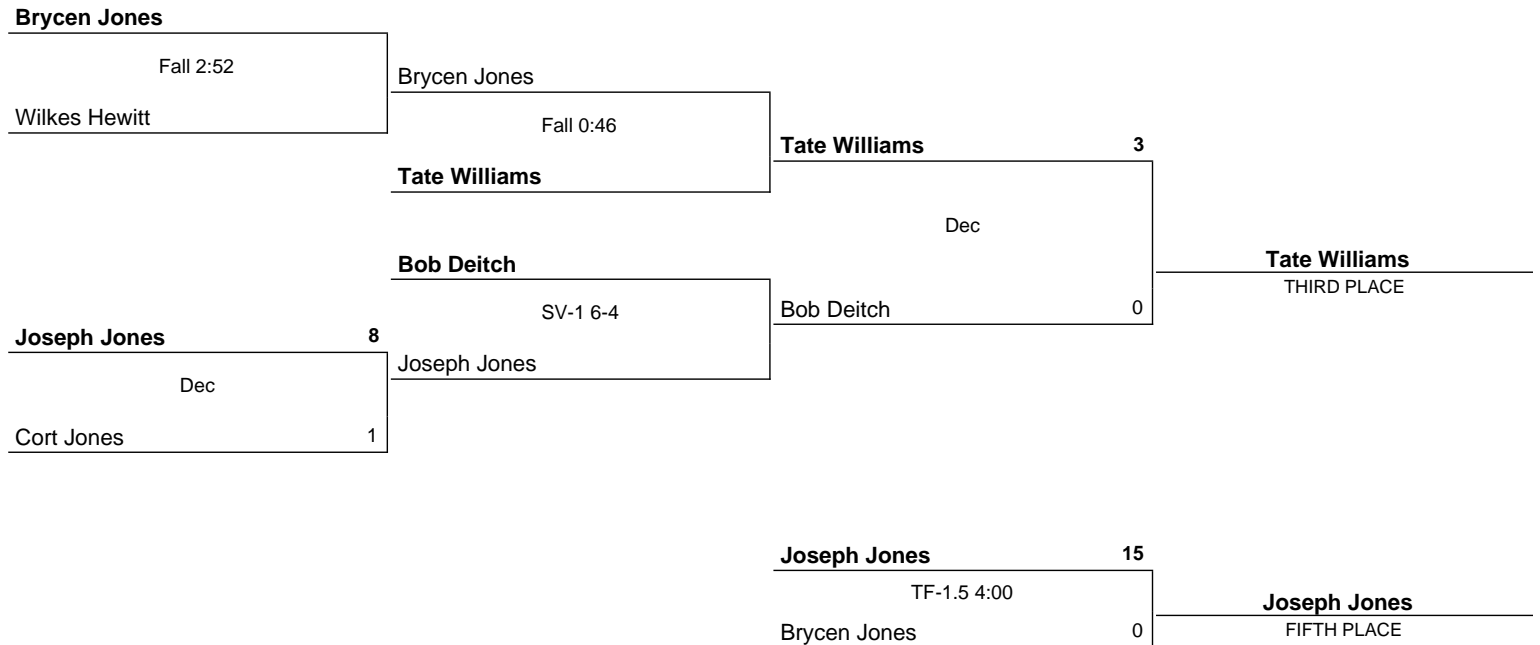 Brycen Jones
Fall 2:52
Brycen Jones
Wilkes Hewitt
Fall 0:46
Tate Williams 3
Tate Williams
Dec
Bob Deitch
Tate Williams
THIRD PLACE
SV-1 6-4
Bob Deitch 0
Joseph Jones 8
Joseph Jones
Dec
Cort Jones 1
Joseph Jones 15
TF-1.5 4:00
Joseph Jones
Brycen Jones 0
FIFTH PLACE